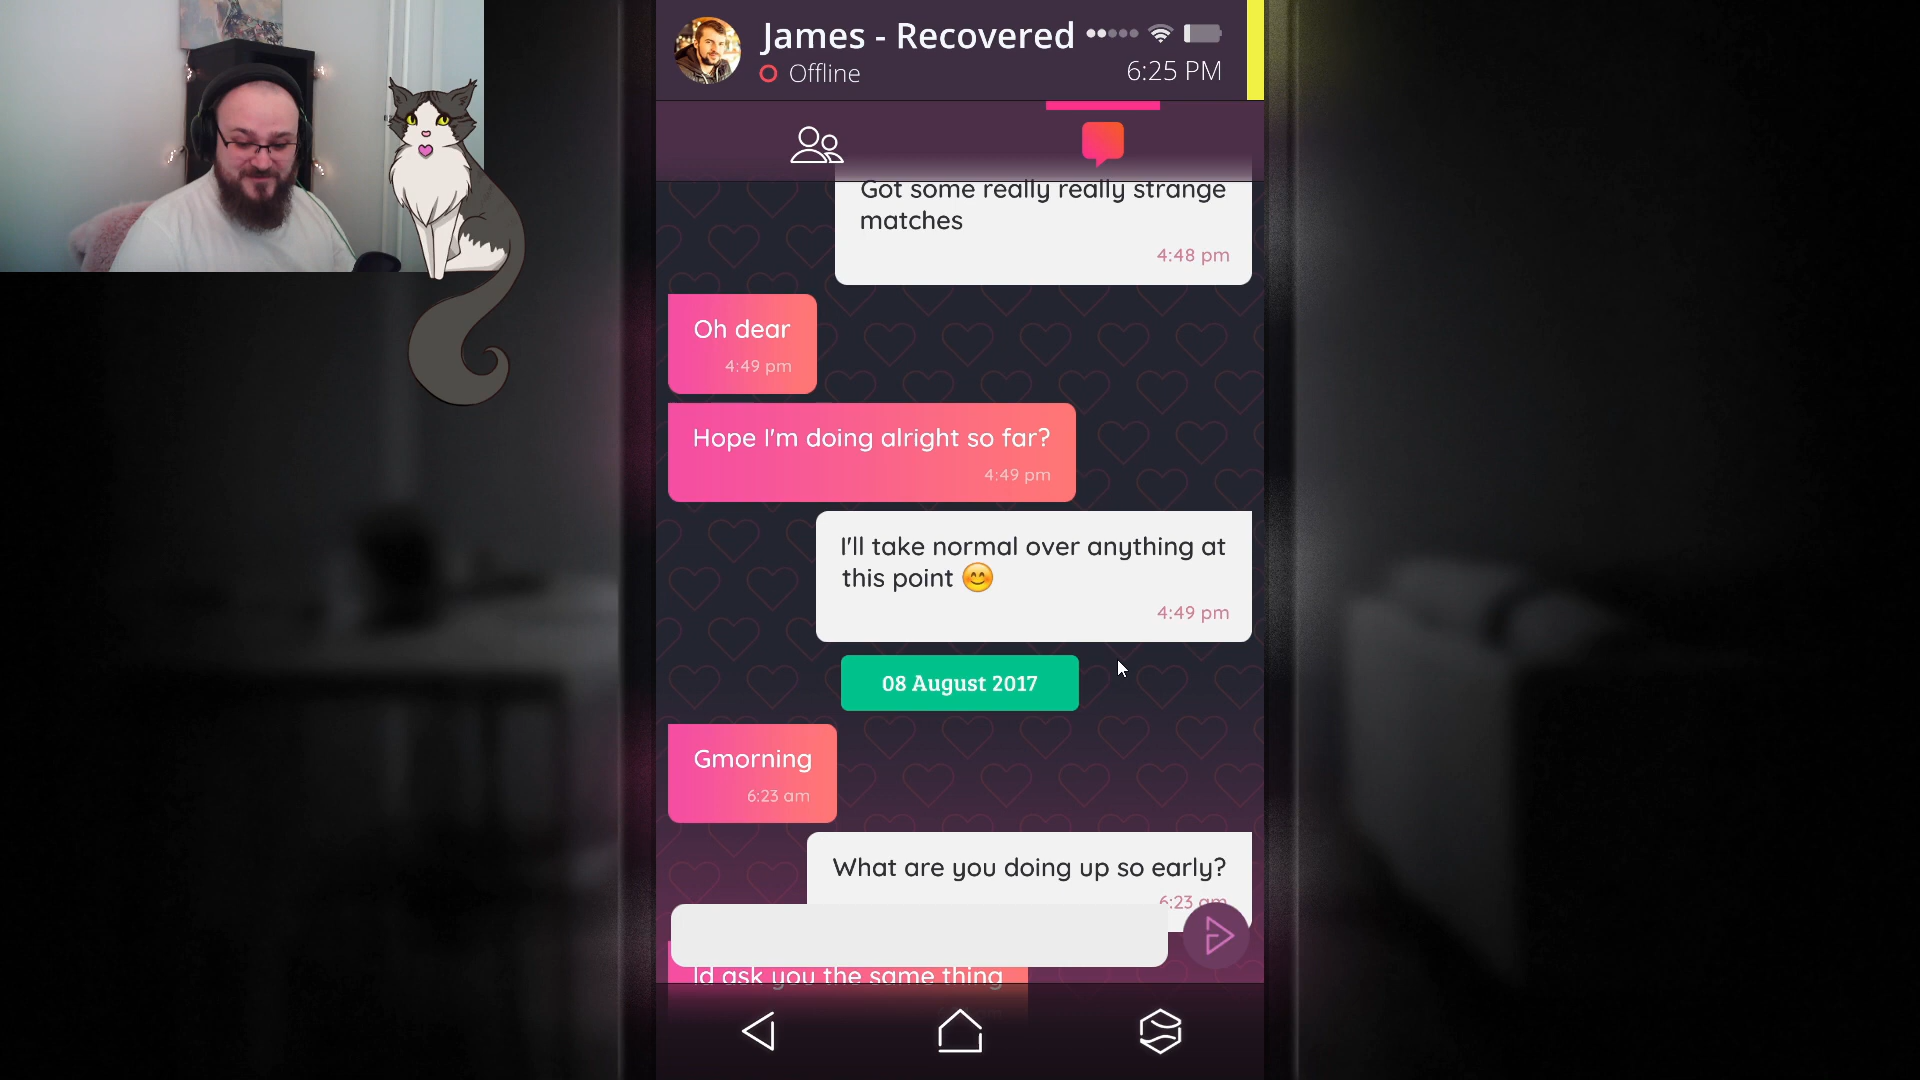 James - Recovered
Offline
6:25 PM
Got some really really strange
matches
4:48 pm
Oh dear
4:49 pm
Hope I'm doing alright so far?
4:49 pm
I'll take normal over anything at
this point 😊
4:49 pm
08 August 2017
Gmorning
6:23 am
What are you doing up so early?
6:23 am
Id ask you the same thing